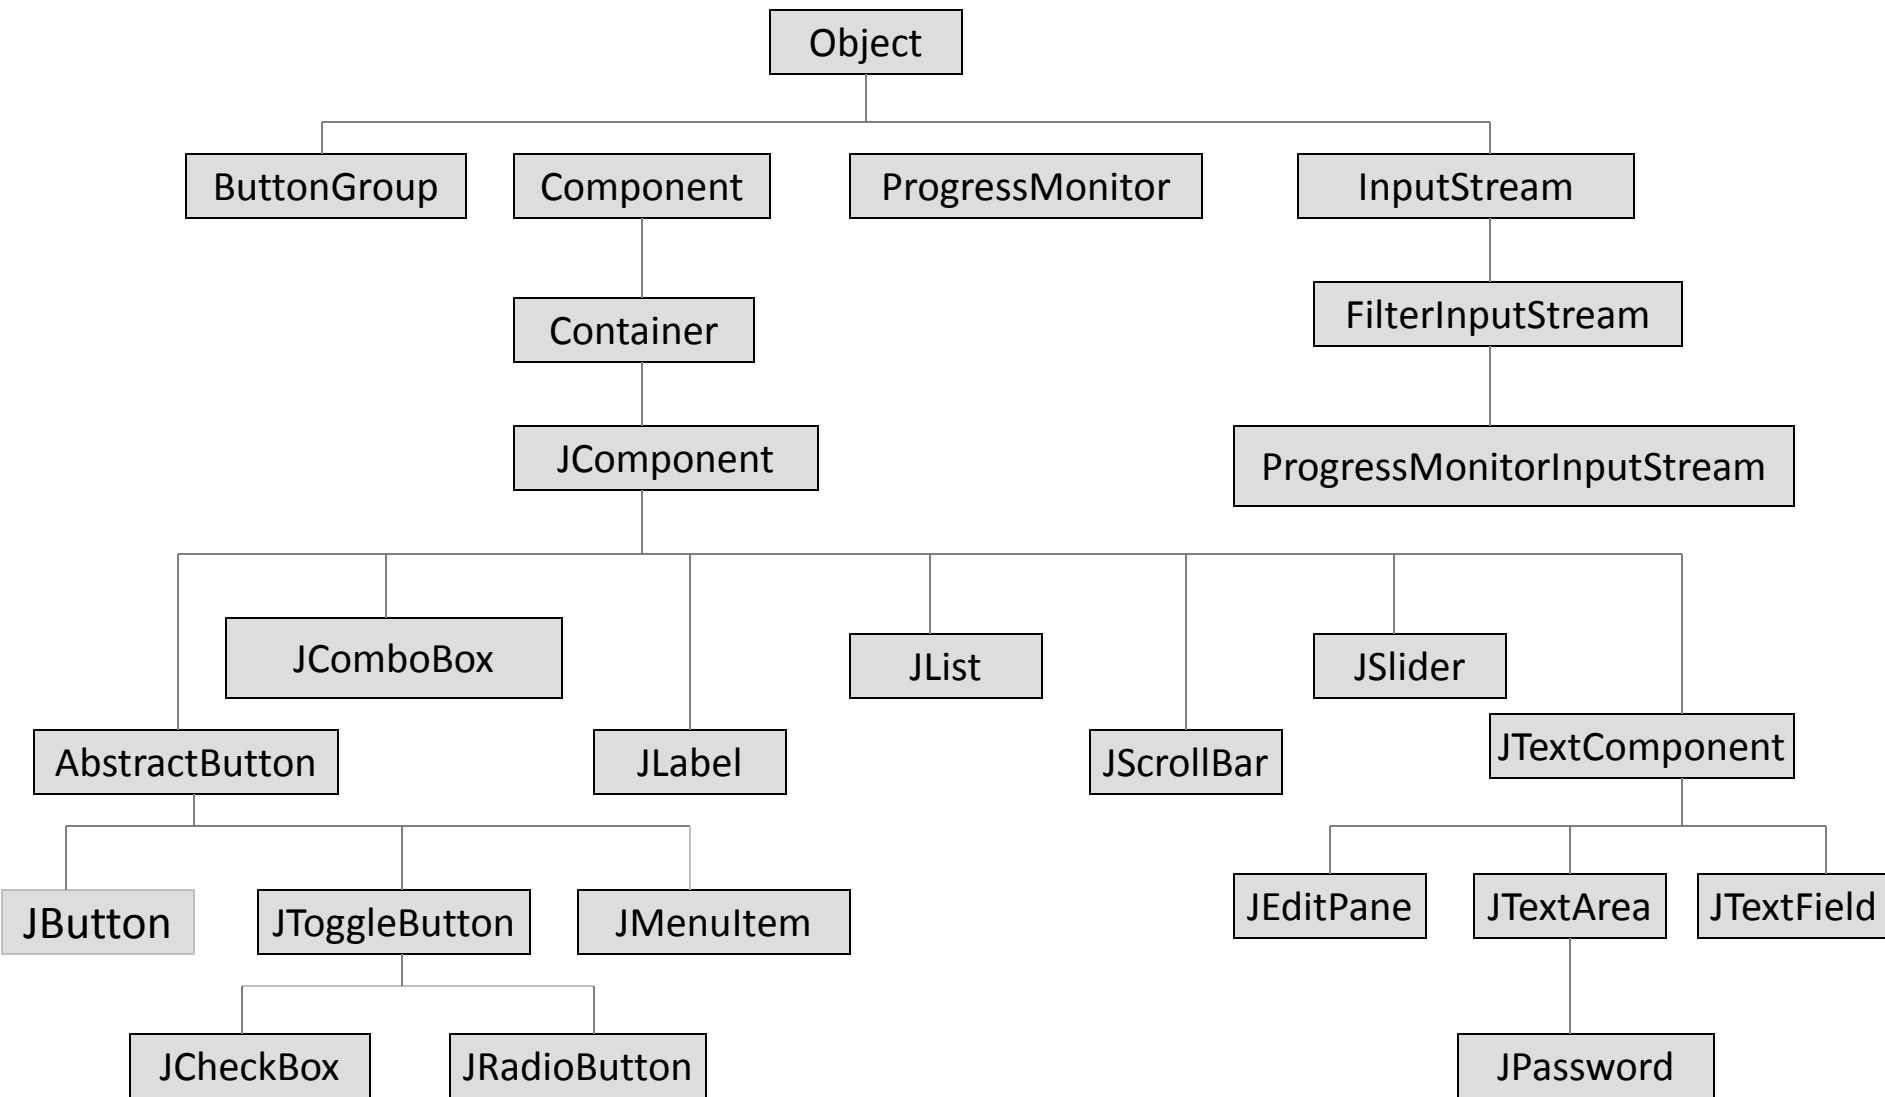 Object
ButtonGroup
Component
ProgressMonitor
InputStream
Container
FilterInputStream
JComponent
ProgressMonitorInputStream
JComboBox
JList
JSlider
AbstractButton
JLabel
JScrollBar
JTextComponent
JButton
JToggleButton
JMenuItem
JEditPane
JTextArea
JTextField
JCheckBox
JRadioButton
JPassword